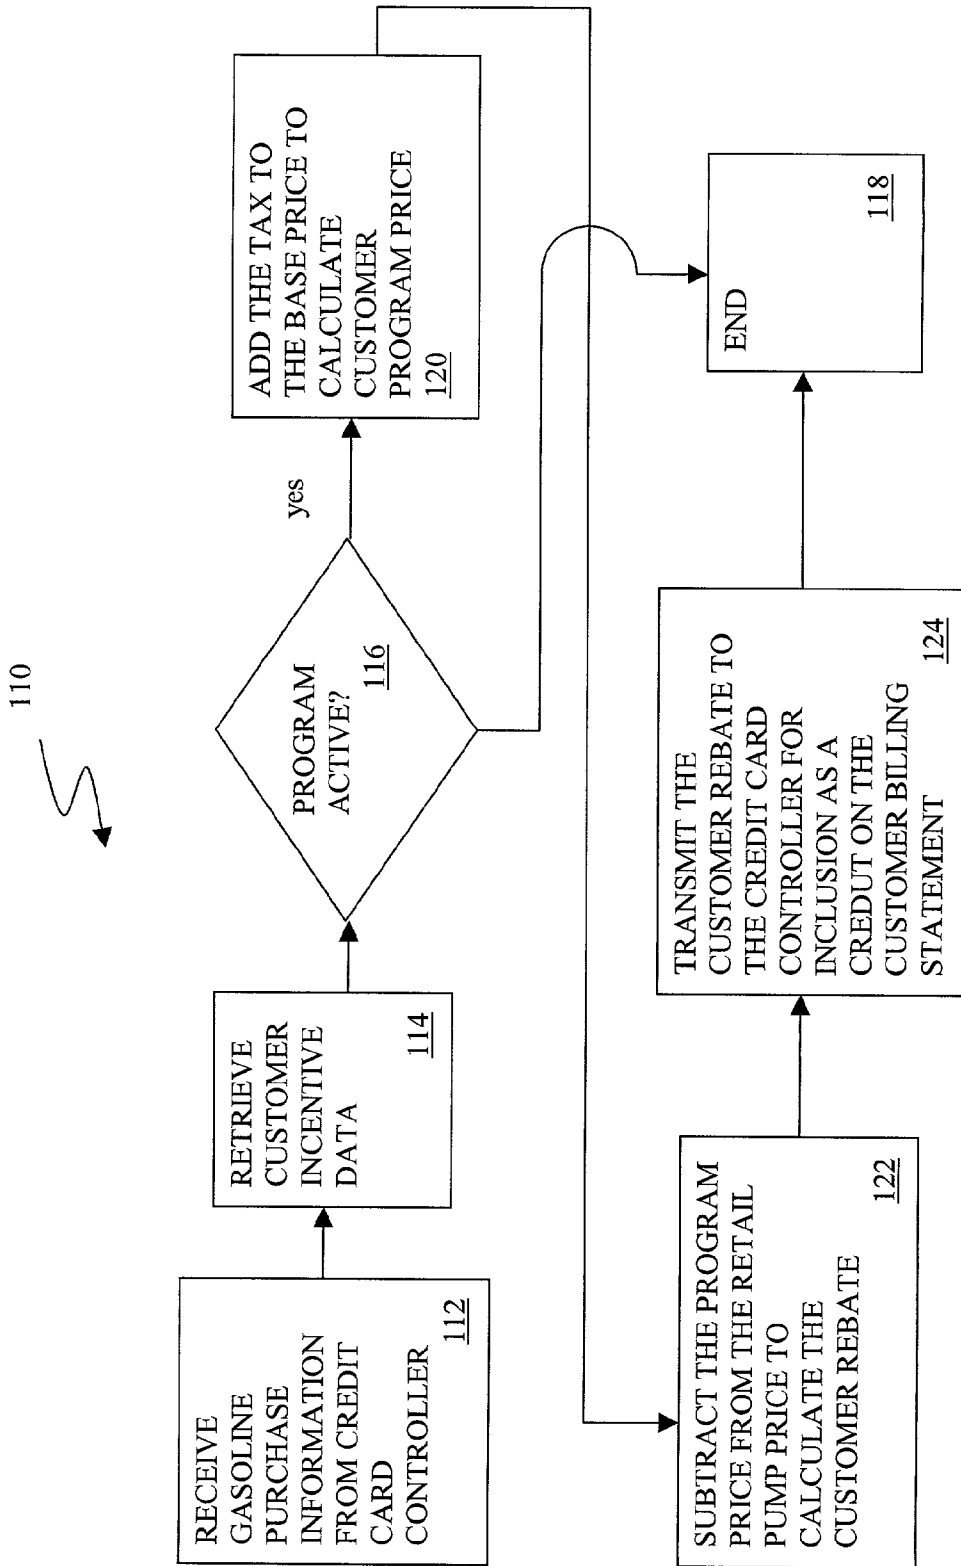 110
RECEIVE
GASOLINE
PURCHASE
INFORMATION
FROM CREDIT
CARD
CONTROLLER
112
RETRIEVE
CUSTOMER
INCENTIVE
DATA
114
PROGRAM
ACTIVE?
116
yes
ADD THE TAX TO
THE BASE PRICE TO
CALCULATE
CUSTOMER
PROGRAM PRICE
120
SUBTRACT THE PROGRAM
PRICE FROM THE RETAIL
PUMP PRICE TO
CALCULATE THE
CUSTOMER REBATE
122
TRANSMIT THE
CUSTOMER REBATE TO
THE CREDIT CARD
CONTROLLER FOR
INCLUSION AS A
CREDUT ON THE
CUSTOMER BILLING
STATEMENT
124
END
118